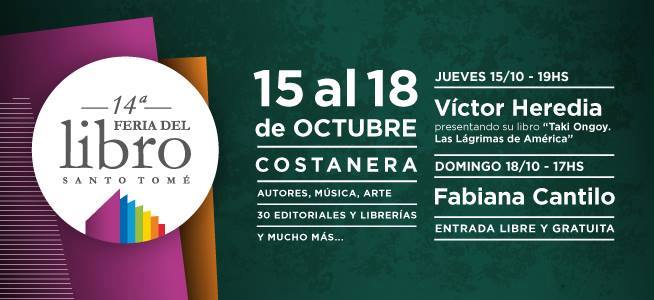 14ª
FERIA DEL
libro
SANTO TOMÉ
15 al 18
de OCTUBRE
COSTANERA
AUTORES, MÚSICA, ARTE
30 EDITORIALES Y LIBRERÍAS
Y MUCHO MÁS...
JUEVES 15/10 - 19HS
Víctor Heredia
presentando su libro “Taki Ongoy.
Las Lágrimas de América”
DOMINGO 18/10 - 17HS
Fabiana Cantilo
ENTRADA LIBRE Y GRATUITA